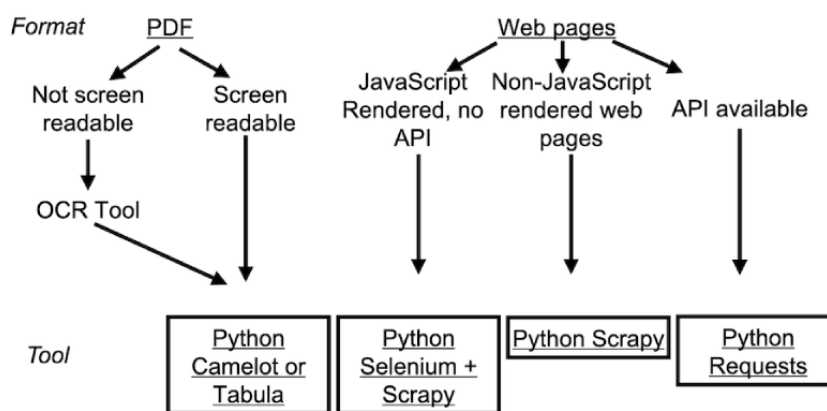 Format
PDF
Web pages
Not screen
readable
Screen
readable
JavaScript
Rendered, no
API
Non-JavaScript
rendered web
pages
API available
OCR Tool
Tool
Python
Camelot or
Tabula
Python
Selenium +
Scrapy
Python Scrapy
Python
Requests